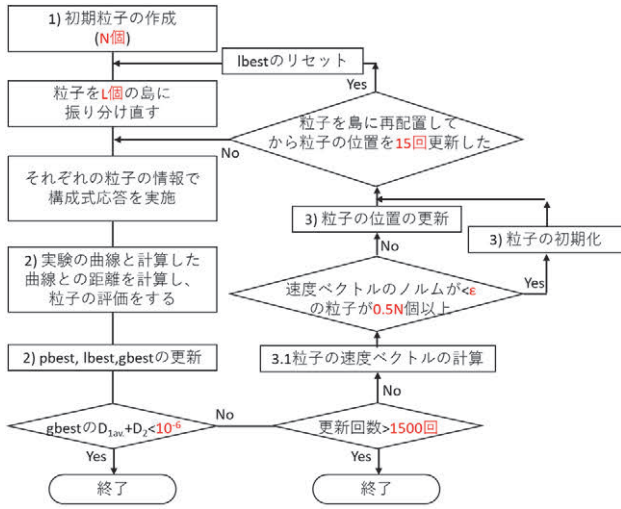 1) 初期粒子の作成
(N個)
lbestのリセット
Yes
粒子をL個の島に
振り分け直す
粒子を島に再配置して
から粒子の位置を15回更新した
No
それぞれの粒子の情報で
構成式応答を実施
3) 粒子の位置の更新
3) 粒子の初期化
No
Yes
2) 実験の曲線と計算した
曲線との距離を計算し、
粒子の評価をする
速度ベクトルのノルムが<ε
の粒子が0.5N個以上
2) pbest, lbest,gbestの更新
3.1粒子の速度ベクトルの計算
No
gbestのD1av.+D2<10-6
No
更新回数>1500回
Yes
Yes
終了
終了